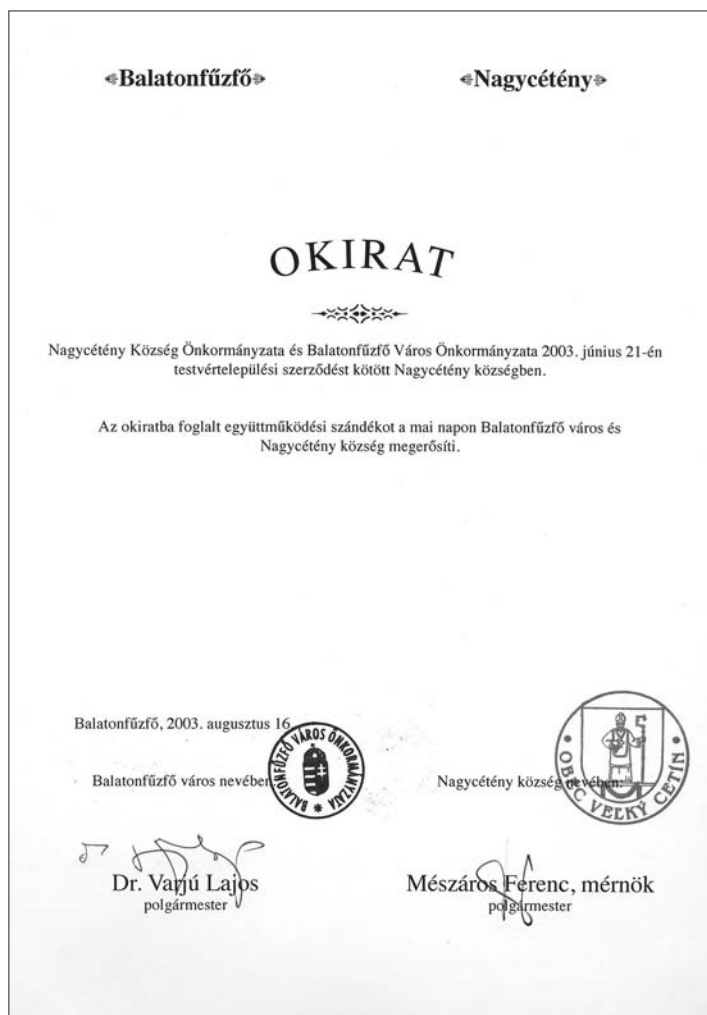 Balatonfűzfő
Nagycétény
OKIRAT
Nagycétény Község Önkormányzata és Balatonfűzfő Város Önkormányzata 2003. június 21-én
testvértelepülési szerződést kötött Nagycétény községben.
Az okiratba foglalt együttműködési szándékot a mai napon Balatonfűzfő város és
Nagycétény község megerősíti.
Balatonfűzfő, 2003. augusztus 16.
BALATONFŰZFŐ VÁROS ÖNKORMÁNYZATA
OBEC VEĽKÝ CETÍN
Balatonfűzfő város nevében
Nagycétény község nevében:
Dr. Varjú Lajos
polgármester
Mészáros Ferenc, mérnök
polgármester